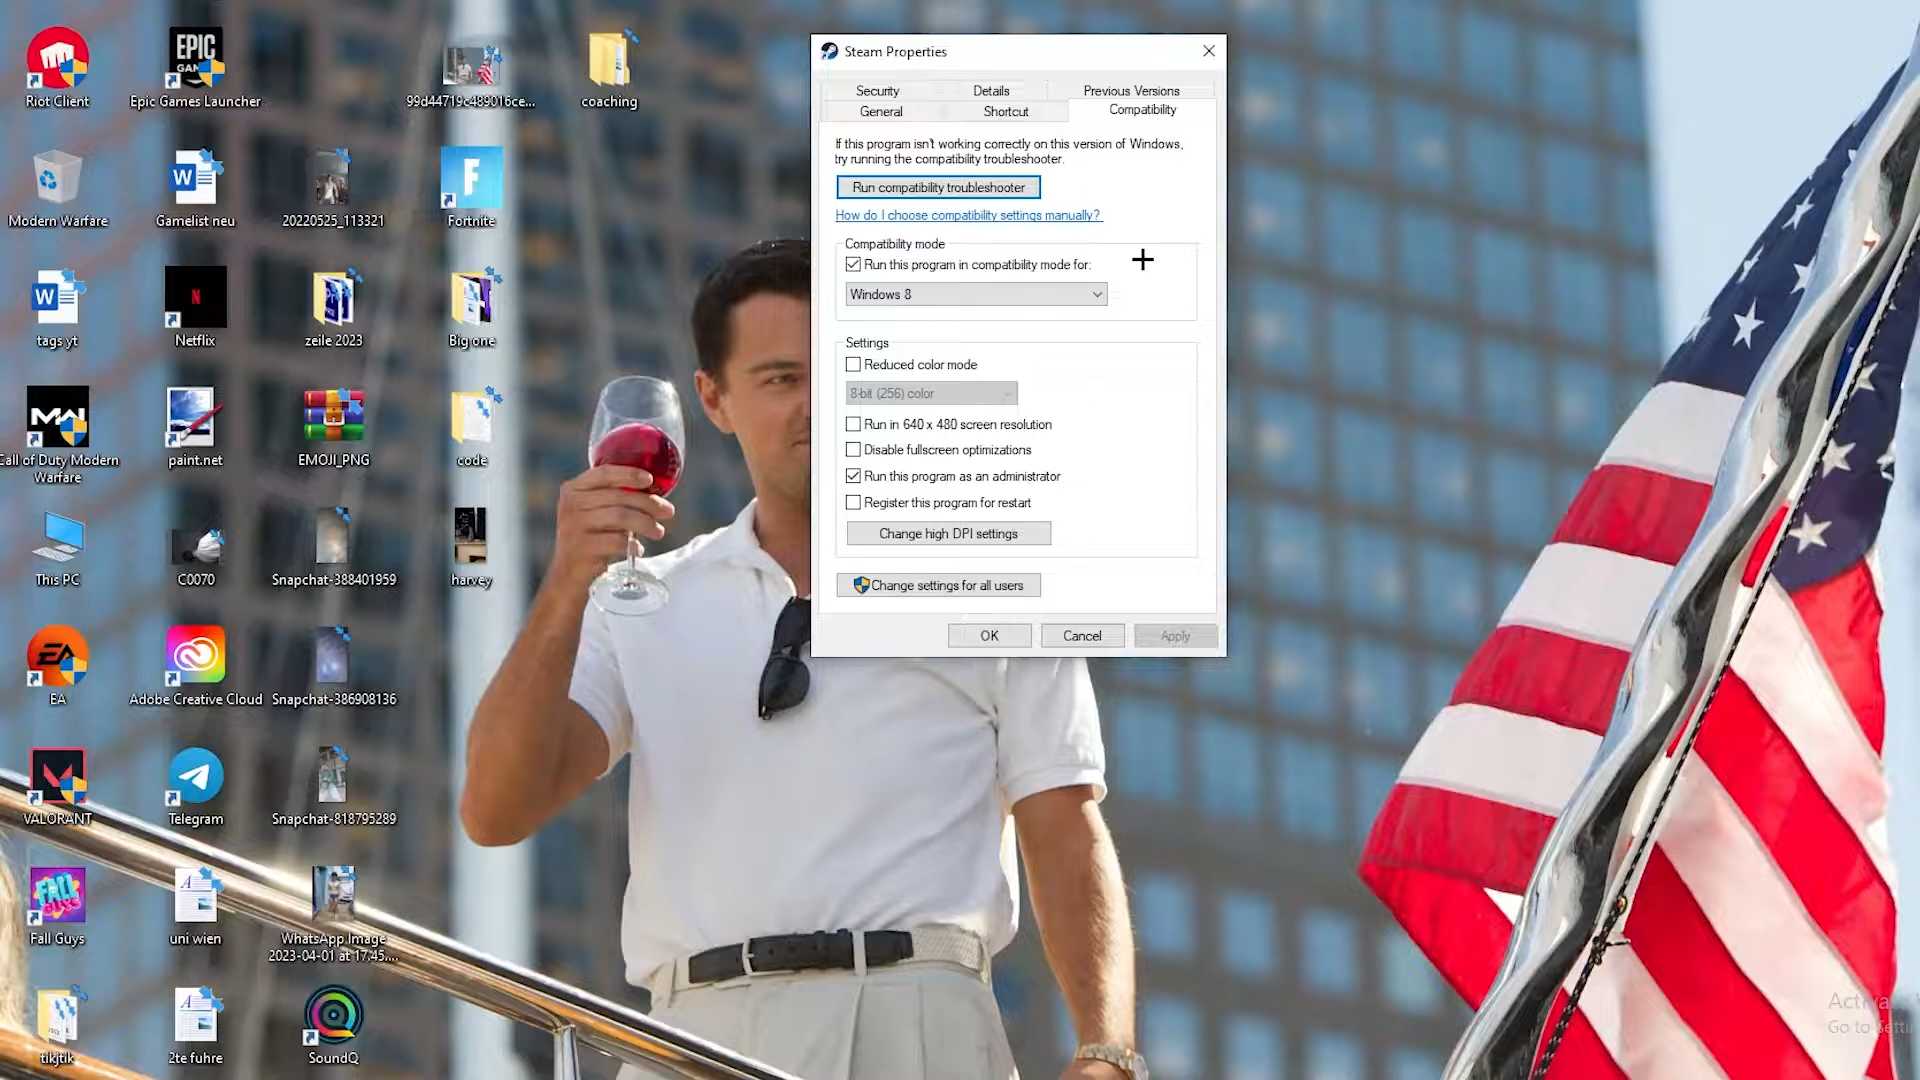 Riot Client
EPIC
GAMES
Epic Games Launcher
99d44719c489016ce...
coaching
Modern Warfare
Gamelist neu
20220525_113321
Fortnite
tags yt
Netflix
zeile 2023
Big one
Call of Duty Modern
Warfare
paint.net
EMOJI_PNG
code
This PC
C0070
Snapchat-388401959
harvey
EA
Adobe Creative Cloud
Snapchat-386908136
VALORANT
Telegram
Snapchat-818795289
FALL
GUYS
Fall Guys
uni wien
WhatsApp Image
2023-04-01 at 17.45....
tikjtik
2te fuhre
SoundQ
Steam Properties
Security
Details
Previous Versions
General
Shortcut
Compatibility
If this program isn't working correctly on this version of Windows,
try running the compatibility troubleshooter.
Run compatibility troubleshooter
How do I choose compatibility settings manually?
Compatibility mode
Run this program in compatibility mode for:
Windows 8
Settings
Reduced color mode
8-bit (256) color
Run in 640 x 480 screen resolution
Disable fullscreen optimizations
Run this program as an administrator
Register this program for restart
Change high DPI settings
Change settings for all users
OK
Cancel
Apply
Go to